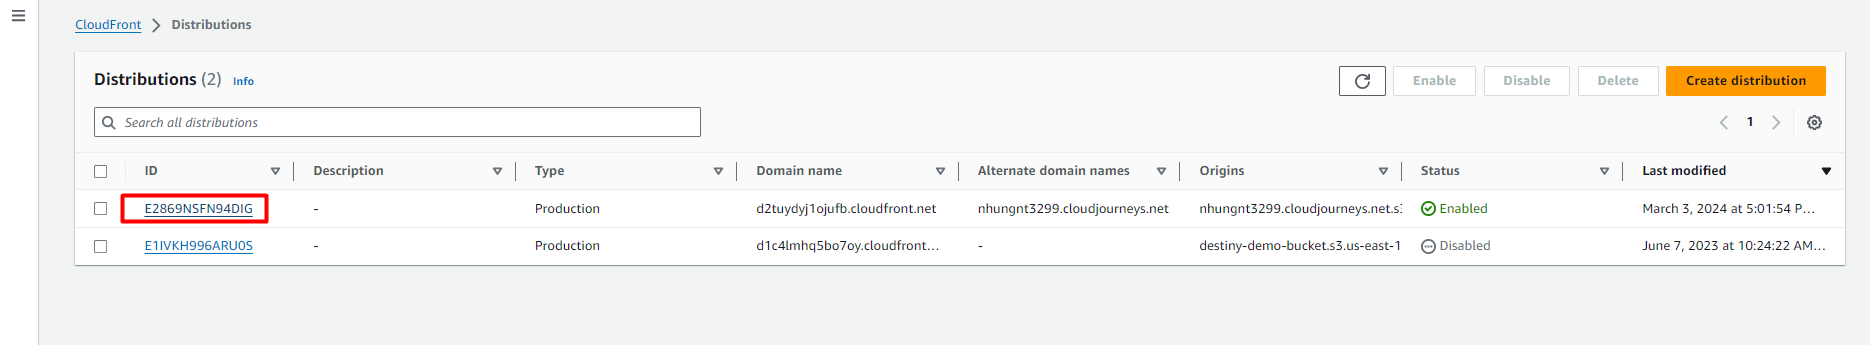 CloudFront > Distributions
Distributions (2) Info
Enable Disable Delete Create distribution
Search all distributions
1
ID Description Type Domain name Alternate domain names Origins Status Last modified
E2869NSFN94DIG - Production d2tuydyj1ojufb.cloudfront.net nhungnt3299.cloudjourneys.net nhungnt3299.cloudjourneys.net.s3 Enabled March 3, 2024 at 5:01:54 P...
E1IVKH996ARU0S - Production d1c4lmhq5bo7oy.cloudfront... - destiny-demo-bucket.s3.us-east-1 Disabled June 7, 2023 at 10:24:22 AM...